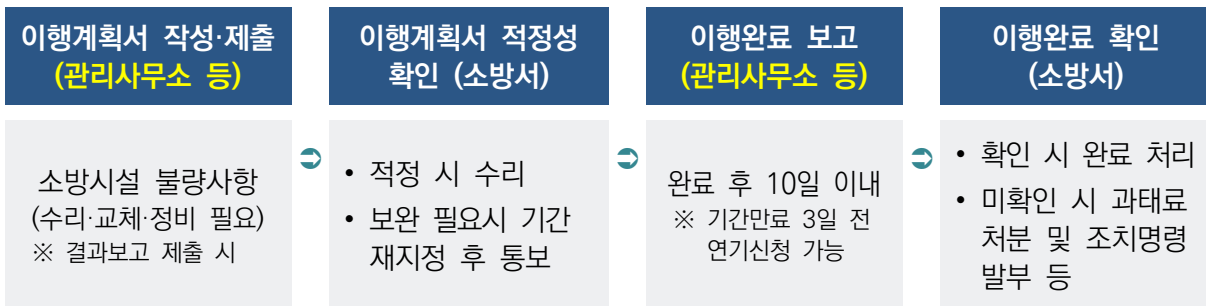 이행계획서 작성·제출
(관리사무소 등)
소방시설 불량사항
(수리·교체·정비 필요)
※ 결과보고 제출 시
이행계획서 적정성
확인 (소방서)
• 적정 시 수리
• 보완 필요시 기간
재지정 후 통보
이행완료 보고
(관리사무소 등)
완료 후 10일 이내
※ 기간만료 3일 전
연기신청 가능
이행완료 확인
(소방서)
• 확인 시 완료 처리
• 미확인 시 과태료
처분 및 조치명령
발부 등